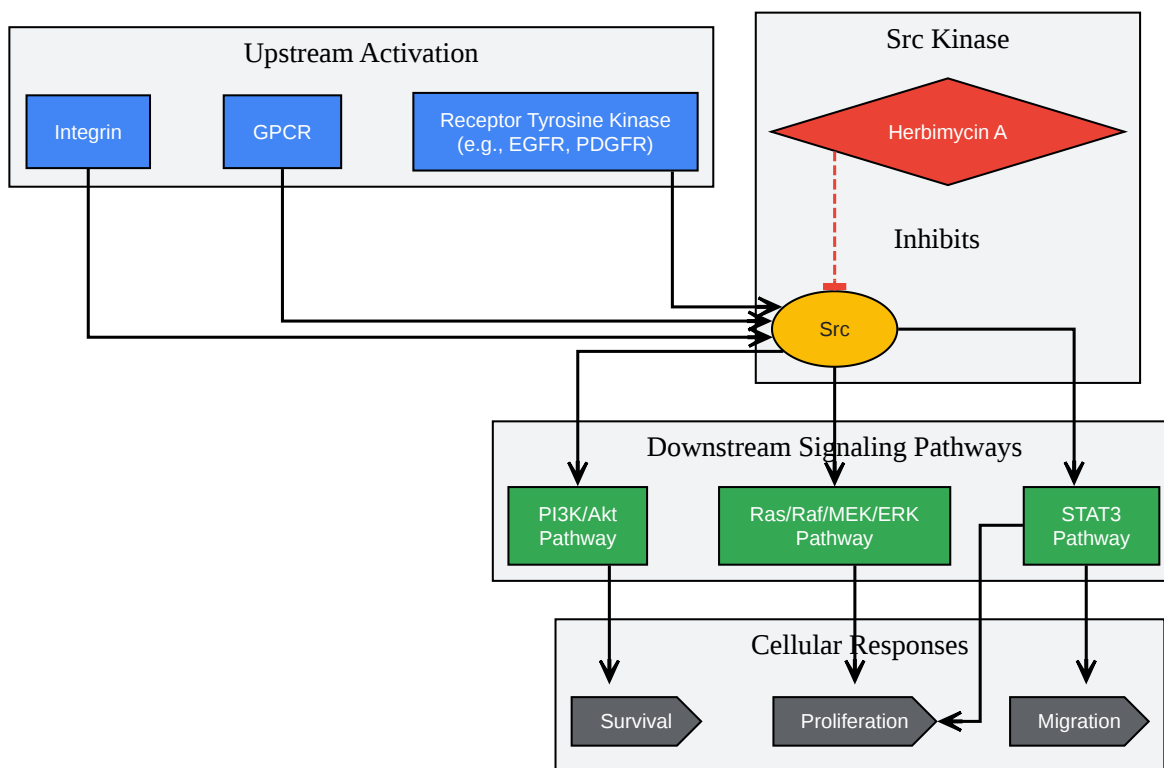 Upstream Activation
Src Kinase
Integrin
GPCR
Receptor Tyrosine Kinase
(e.g., EGFR, PDGFR)
Herbimycin A
Inhibits
Src
Downstream Signaling Pathways
PI3K/Akt
Pathway
Ras/Raf/MEK/ERK
Pathway
STAT3
Pathway
Cellular Responses
Survival
Proliferation
Migration